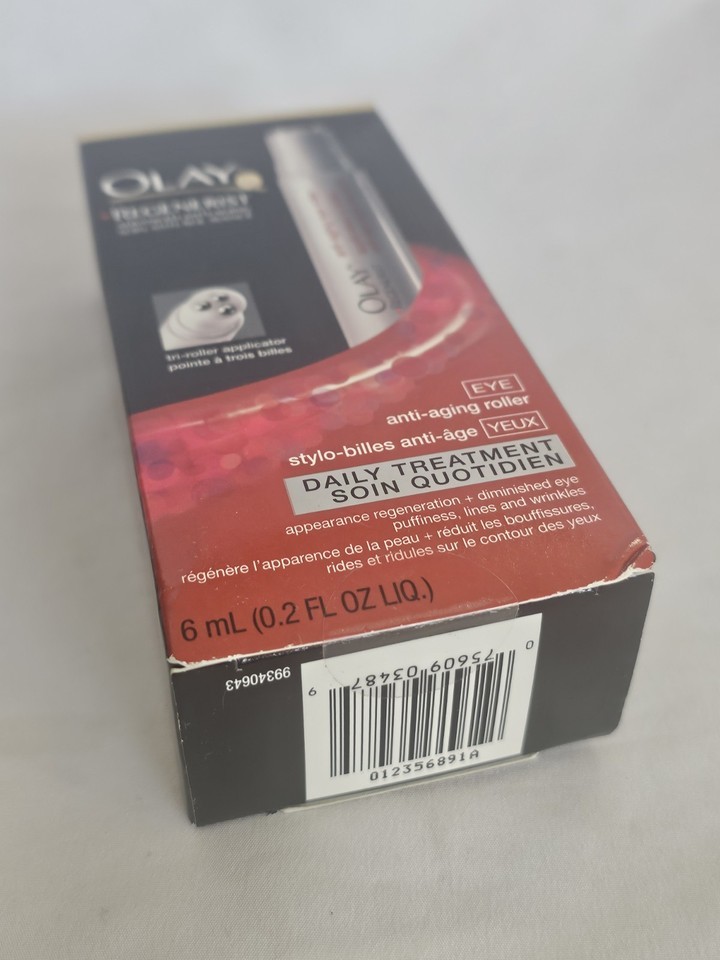 OLAY
REGENERIST
tri-roller applicator
pointe à trois billes
OLAY
EYE
anti-aging roller
stylo-billes anti-âge YEUX
DAILY TREATMENT
SOIN QUOTIDIEN
appearance regeneration + diminished eye
puffiness, lines and wrinkles
régénère l'apparence de la peau + réduit les bouffissures,
rides et ridules sur le contour des yeux
6 mL (0.2 FL OZ LIQ.)
99340643
0 75609 03487 9
012356891A